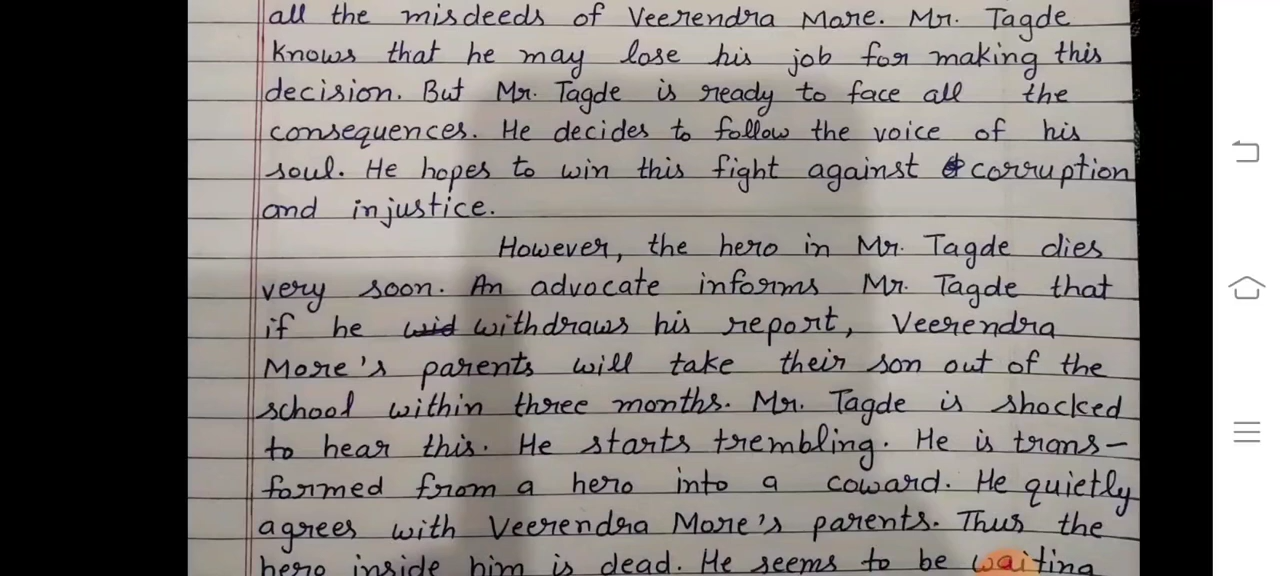 all the misdeeds of Veerendra More. Mr. Tagde
knows that he may lose his job for making this
decision. But Mr. Tagde is ready to face all the
consequences. He decides to follow the voice of his
soul. He hopes to win this fight against corruption
and injustice.
However, the hero in Mr. Tagde dies
very soon. An advocate informs Mr. Tagde that
if he wid withdraws his report, Veerendra
More's parents will take their son out of the
school within three months. Mr. Tagde is shocked
to hear this. He starts trembling. He is trans-
formed from a hero into a coward. He quietly
agrees with Veerendra More's parents. Thus the
hero inside him is dead. He seems to be waiting